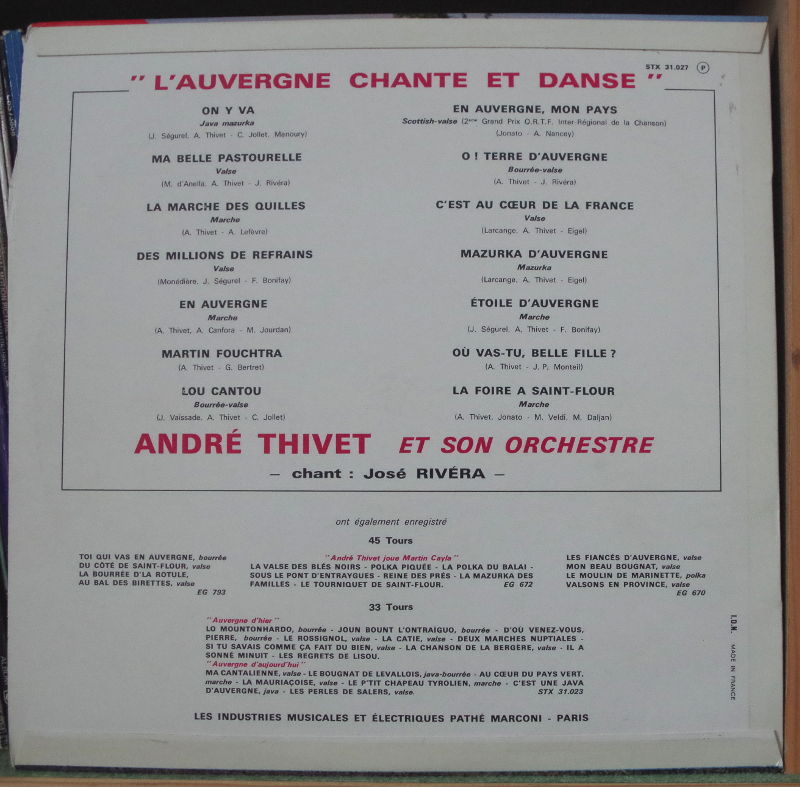 STX 31.027 P
" L'AUVERGNE CHANTE ET DANSE "
ON Y VA
Java mazurka
(J. Ségurel, A. Thivet - C. Jollet, Manoury)
MA BELLE PASTOURELLE
Valse
(M. d'Anella, A. Thivet - J. Rivéra)
LA MARCHE DES QUILLES
Marche
(A. Thivet - A. Lefèvre)
DES MILLIONS DE REFRAINS
Valse
(Monédière, J. Ségurel - F. Bonifay)
EN AUVERGNE
Marche
(A. Thivet, A. Canfora - M. Jourdan)
MARTIN FOUCHTRA
(A. Thivet - G. Bertret)
LOU CANTOU
Bourrée-valse
(J. Vaissade, A. Thivet - C. Jollet)
EN AUVERGNE, MON PAYS
Scottish-valse (2ème Grand Prix O.R.T.F. Inter-Régional de la Chanson)
(Jonato - A. Nancey)
O ! TERRE D'AUVERGNE
Bourrée-valse
(A. Thivet - J. Rivéra)
C'EST AU CŒUR DE LA FRANCE
Valse
(Larcange, A. Thivet - Eigel)
MAZURKA D'AUVERGNE
Mazurka
(Larcange, A. Thivet - Eigel)
ÉTOILE D'AUVERGNE
Marche
(J. Ségurel, A. Thivet - F. Bonifay)
OÙ VAS-TU, BELLE FILLE ?
(A. Thivet - J. P. Monteil)
LA FOIRE A SAINT-FLOUR
Marche
(A. Thivet, Jonato - M. Veldi, M. Daljan)
ANDRÉ THIVET ET SON ORCHESTRE
– chant : José RIVÉRA –
ont également enregistré
45 Tours
TOI QUI VAS EN AUVERGNE, bourrée
DU CÔTÉ DE SAINT-FLOUR, valse
LA BOURRÉE D'LA ROTULE,
AU BAL DES BIRETTES, valse
EG 793
"André Thivet joue Martin Cayla"
LA VALSE DES BLÉS NOIRS - POLKA PIQUÉE - LA POLKA DU BALAI -
SOUS LE PONT D'ENTRAYGUES - REINE DES PRÉS - LA MAZURKA DES
FAMILLES - LE TOURNIQUET DE SAINT-FLOUR. EG 672
LES FIANCÉS D'AUVERGNE, valse
MON BEAU BOUGNAT, valse
LE MOULIN DE MARINETTE, polka
VALSONS EN PROVINCE, valse
EG 670
33 Tours
"Auvergne d'hier"
LO MOUNTONHARDO, bourrée - JOUN BOUNT L'ONTRAÏGUO, bourrée - D'OÙ VENEZ-VOUS,
PIERRE, bourrée - LE ROSSIGNOL, valse - LA CATIE, valse - DEUX MARCHES NUPTIALES -
SI TU SAVAIS COMME ÇA FAIT DU BIEN, valse - LA CHANSON DE LA BERGÈRE, valse - IL A
SONNÉ MINUIT - LES REGRETS DE LISOU.
"Auvergne d'aujourd'hui"
MA CANTALIENNE, valse - LE BOUGNAT DE LEVALLOIS, java-bourrée - AU CŒUR DU PAYS VERT,
marche - LA MAURIAÇOISE, valse - LE P'TIT CHAPEAU TYROLIEN, marche - C'EST UNE JAVA
D'AUVERGNE, java - LES PERLES DE SALERS, valse. STX 31.023
LES INDUSTRIES MUSICALES ET ÉLECTRIQUES PATHÉ MARCONI - PARIS
I.D.N. MADE IN FRANCE